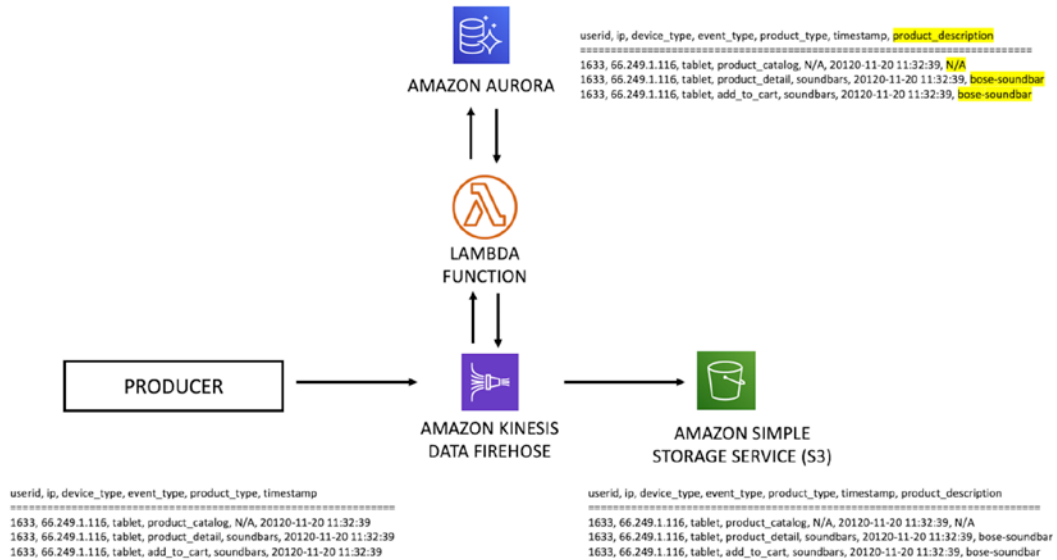 userid, ip, device_type, event_type, product_type, timestamp, product_description
=====================================================================
1633, 66.249.1.116, tablet, product_catalog, N/A, 20120-11-20 11:32:39, N/A
1633, 66.249.1.116, tablet, product_detail, soundbars, 20120-11-20 11:32:39, bose-soundbar
1633, 66.249.1.116, tablet, add_to_cart, soundbars, 20120-11-20 11:32:39, bose-soundbar
AMAZON AURORA
LAMBDA
FUNCTION
PRODUCER
AMAZON KINESIS
DATA FIREHOSE
AMAZON SIMPLE
STORAGE SERVICE (S3)
userid, ip, device_type, event_type, product_type, timestamp
===========================================================
1633, 66.249.1.116, tablet, product_catalog, N/A, 20120-11-20 11:32:39
1633, 66.249.1.116, tablet, product_detail, soundbars, 20120-11-20 11:32:39
1633, 66.249.1.116, tablet, add_to_cart, soundbars, 20120-11-20 11:32:39
userid, ip, device_type, event_type, product_type, timestamp, product_description
=====================================================================
1633, 66.249.1.116, tablet, product_catalog, N/A, 20120-11-20 11:32:39, N/A
1633, 66.249.1.116, tablet, product_detail, soundbars, 20120-11-20 11:32:39, bose-soundbar
1633, 66.249.1.116, tablet, add_to_cart, soundbars, 20120-11-20 11:32:39, bose-soundbar